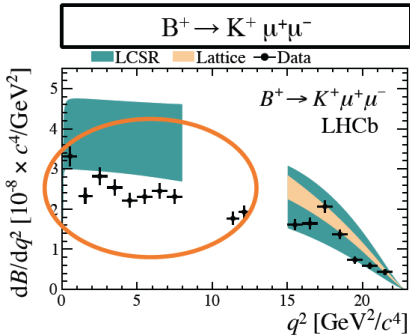 B⁺→ K⁺ μ⁺μ⁻
LCSR Lattice Data
B⁺→ K⁺μ⁺μ⁻
LHCb
dB/dq² [10⁻⁸ × c⁴/GeV²]
5
4
3
2
1
0
0 5 10 15 20
q² [GeV²/c⁴]